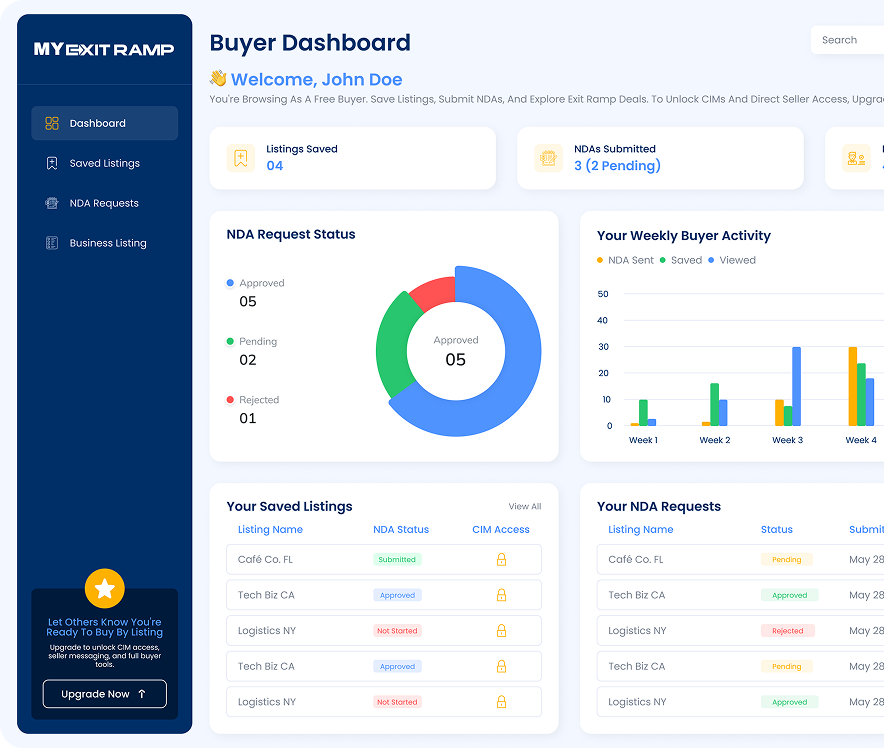 MY EXIT RAMP
Dashboard
Saved Listings
NDA Requests
Business Listing
Let Others Know You're
Ready To Buy By Listing
Upgrade to unlock CIM access,
seller messaging, and full buyer
tools.
Upgrade Now ↑
Buyer Dashboard
Search
👋 Welcome, John Doe
You're Browsing As A Free Buyer. Save Listings, Submit NDAs, And Explore Exit Ramp Deals. To Unlock CIMs And Direct Seller Access, Upgra
Listings Saved
04
NDAs Submitted
3 (2 Pending)
NDA Request Status
Approved
05
Pending
02
Rejected
01
Approved
05
Your Weekly Buyer Activity
NDA Sent Saved Viewed
50
40
30
20
10
0
Week 1 Week 2 Week 3 Week 4
Your Saved Listings View All
Listing Name NDA Status CIM Access
Café Co. FL Submitted
Tech Biz CA Approved
Logistics NY Not Started
Tech Biz CA Approved
Logistics NY Not Started
Your NDA Requests
Listing Name Status Submit
Café Co. FL Pending May 28
Tech Biz CA Approved May 28
Logistics NY Rejected May 28
Tech Biz CA Pending May 28
Logistics NY Approved May 28